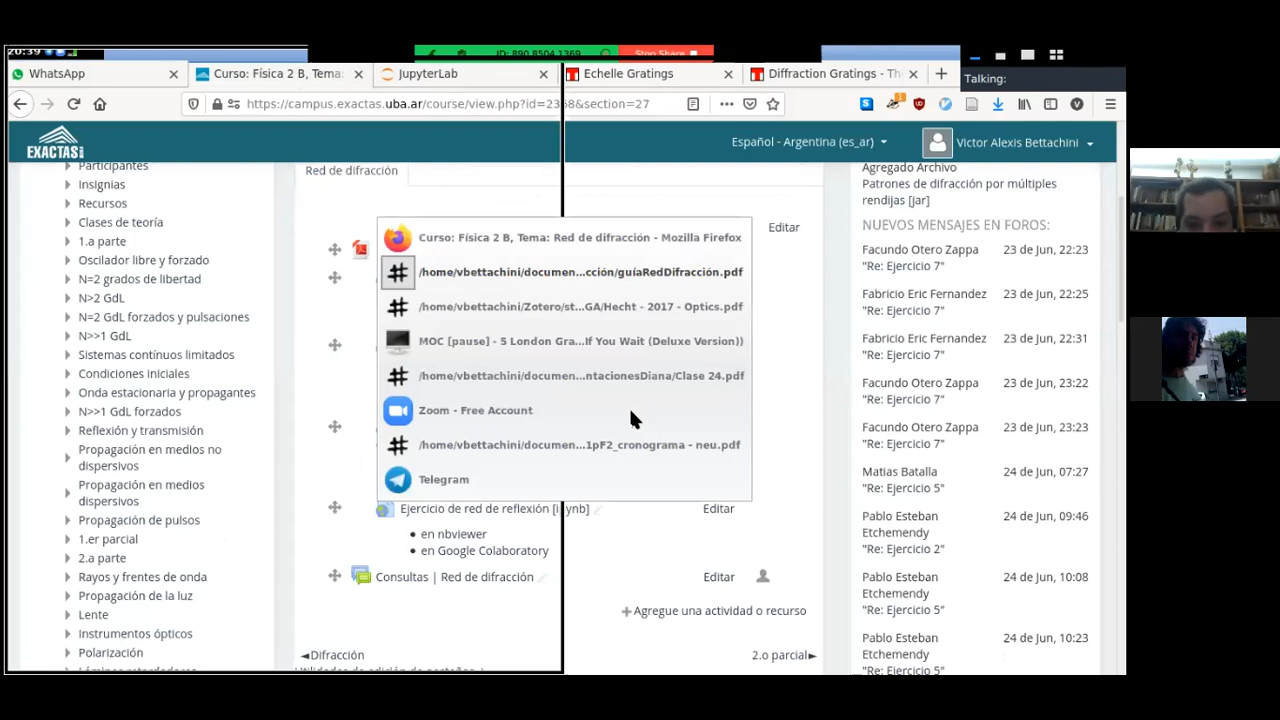 20:39
ID: 890 8504 1369
Stop Share
WhatsApp
Curso: Física 2 B, Tema:
JupyterLab
Echelle Gratings
Diffraction Gratings - Th
Talking:
https://campus.exactas.uba.ar/course/view.php?id=2368&section=27
EXACTAS
Español - Argentina (es_ar)
Victor Alexis Bettachini
Participantes
Insignias
Recursos
Clases de teoría
1.a parte
Oscilador libre y forzado
N=2 grados de libertad
N>2 GdL
N=2 GdL forzados y pulsaciones
N>>1 GdL
Sistemas contínuos limitados
Condiciones iniciales
Onda estacionaria y propagantes
N>>1 GdL forzados
Reflexión y transmisión
Propagación en medios no
dispersivos
Propagación en medios
dispersivos
Propagación de pulsos
1.er parcial
2.a parte
Rayos y frentes de onda
Propagación de la luz
Lente
Instrumentos ópticos
Polarización
Láminas retardadoras
Red de difracción
Editar
Curso: Física 2 B, Tema: Red de difracción - Mozilla Firefox
/home/vbettachini/documen...cción/guíaRedDifracción.pdf
/home/vbettachini/Zotero/st...GA/Hecht - 2017 - Optics.pdf
MOC [pause] - 5 London Gra...If You Wait (Deluxe Version))
/home/vbettachini/documen...ntacionesDiana/Clase 24.pdf
Zoom - Free Account
/home/vbettachini/documen...1pF2_cronograma - neu.pdf
Telegram
Ejercicio de red de reflexión [ipynb]
Editar
en nbviewer
en Google Colaboratory
Consultas | Red de difracción
Editar
Agregue una actividad o recurso
◄Difracción
2.o parcial►
Agregado Archivo
Patrones de difracción por múltiples
rendijas [jar]
NUEVOS MENSAJES EN FOROS:
Facundo Otero Zappa 23 de Jun, 22:23
"Re: Ejercicio 7"
Fabricio Eric Fernandez 23 de Jun, 22:25
"Re: Ejercicio 7"
Fabricio Eric Fernandez 23 de Jun, 22:31
"Re: Ejercicio 7"
Facundo Otero Zappa 23 de Jun, 23:22
"Re: Ejercicio 7"
Facundo Otero Zappa 23 de Jun, 23:23
"Re: Ejercicio 7"
Matias Batalla 24 de Jun, 07:27
"Re: Ejercicio 5"
Pablo Esteban 24 de Jun, 09:46
Etchemendy
"Re: Ejercicio 2"
Pablo Esteban 24 de Jun, 10:08
Etchemendy
"Re: Ejercicio 5"
Pablo Esteban 24 de Jun, 10:23
Etchemendy
"Re: Ejercicio 5"